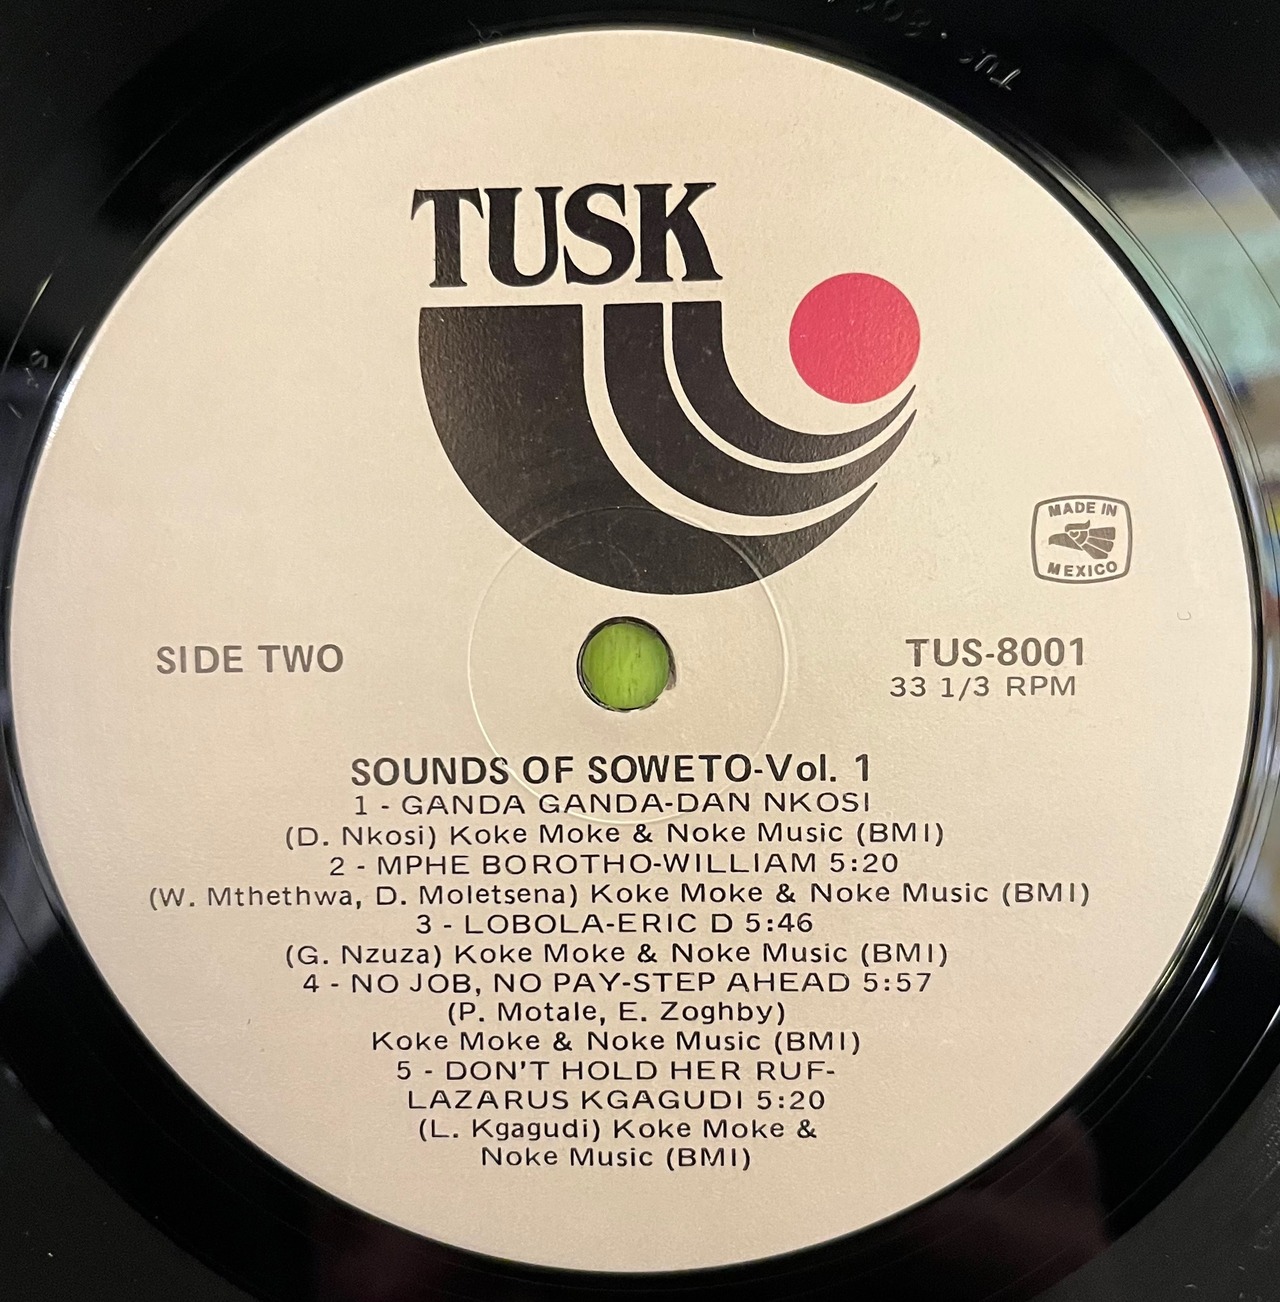 TUSK
MADE IN
MEXICO
SIDE TWO
TUS-8001
33 1/3 RPM
SOUNDS OF SOWETO-Vol. 1
1 - GANDA GANDA-DAN NKOSI
(D. Nkosi) Koke Moke & Noke Music (BMI)
2 - MPHE BOROTHO-WILLIAM 5:20
(W. Mthethwa, D. Moletsena) Koke Moke & Noke Music (BMI)
3 - LOBOLA-ERIC D 5:46
(G. Nzuza) Koke Moke & Noke Music (BMI)
4 - NO JOB, NO PAY-STEP AHEAD 5:57
(P. Motale, E. Zoghby)
Koke Moke & Noke Music (BMI)
5 - DON'T HOLD HER RUF-
LAZARUS KGAGUDI 5:20
(L. Kgagudi) Koke Moke &
Noke Music (BMI)